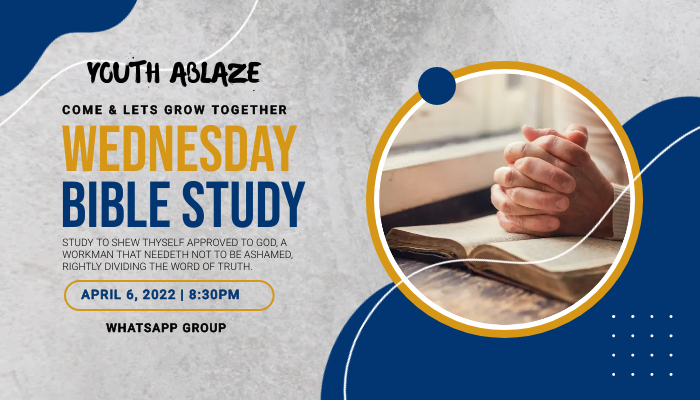 YOUTH ABLAZE
COME & LETS GROW TOGETHER
WEDNESDAY
BIBLE STUDY
STUDY TO SHEW THYSELF APPROVED TO GOD, A
WORKMAN THAT NEEDETH NOT TO BE ASHAMED,
RIGHTLY DIVIDING THE WORD OF TRUTH.
APRIL 6, 2022 | 8:30PM
WHATSAPP GROUP